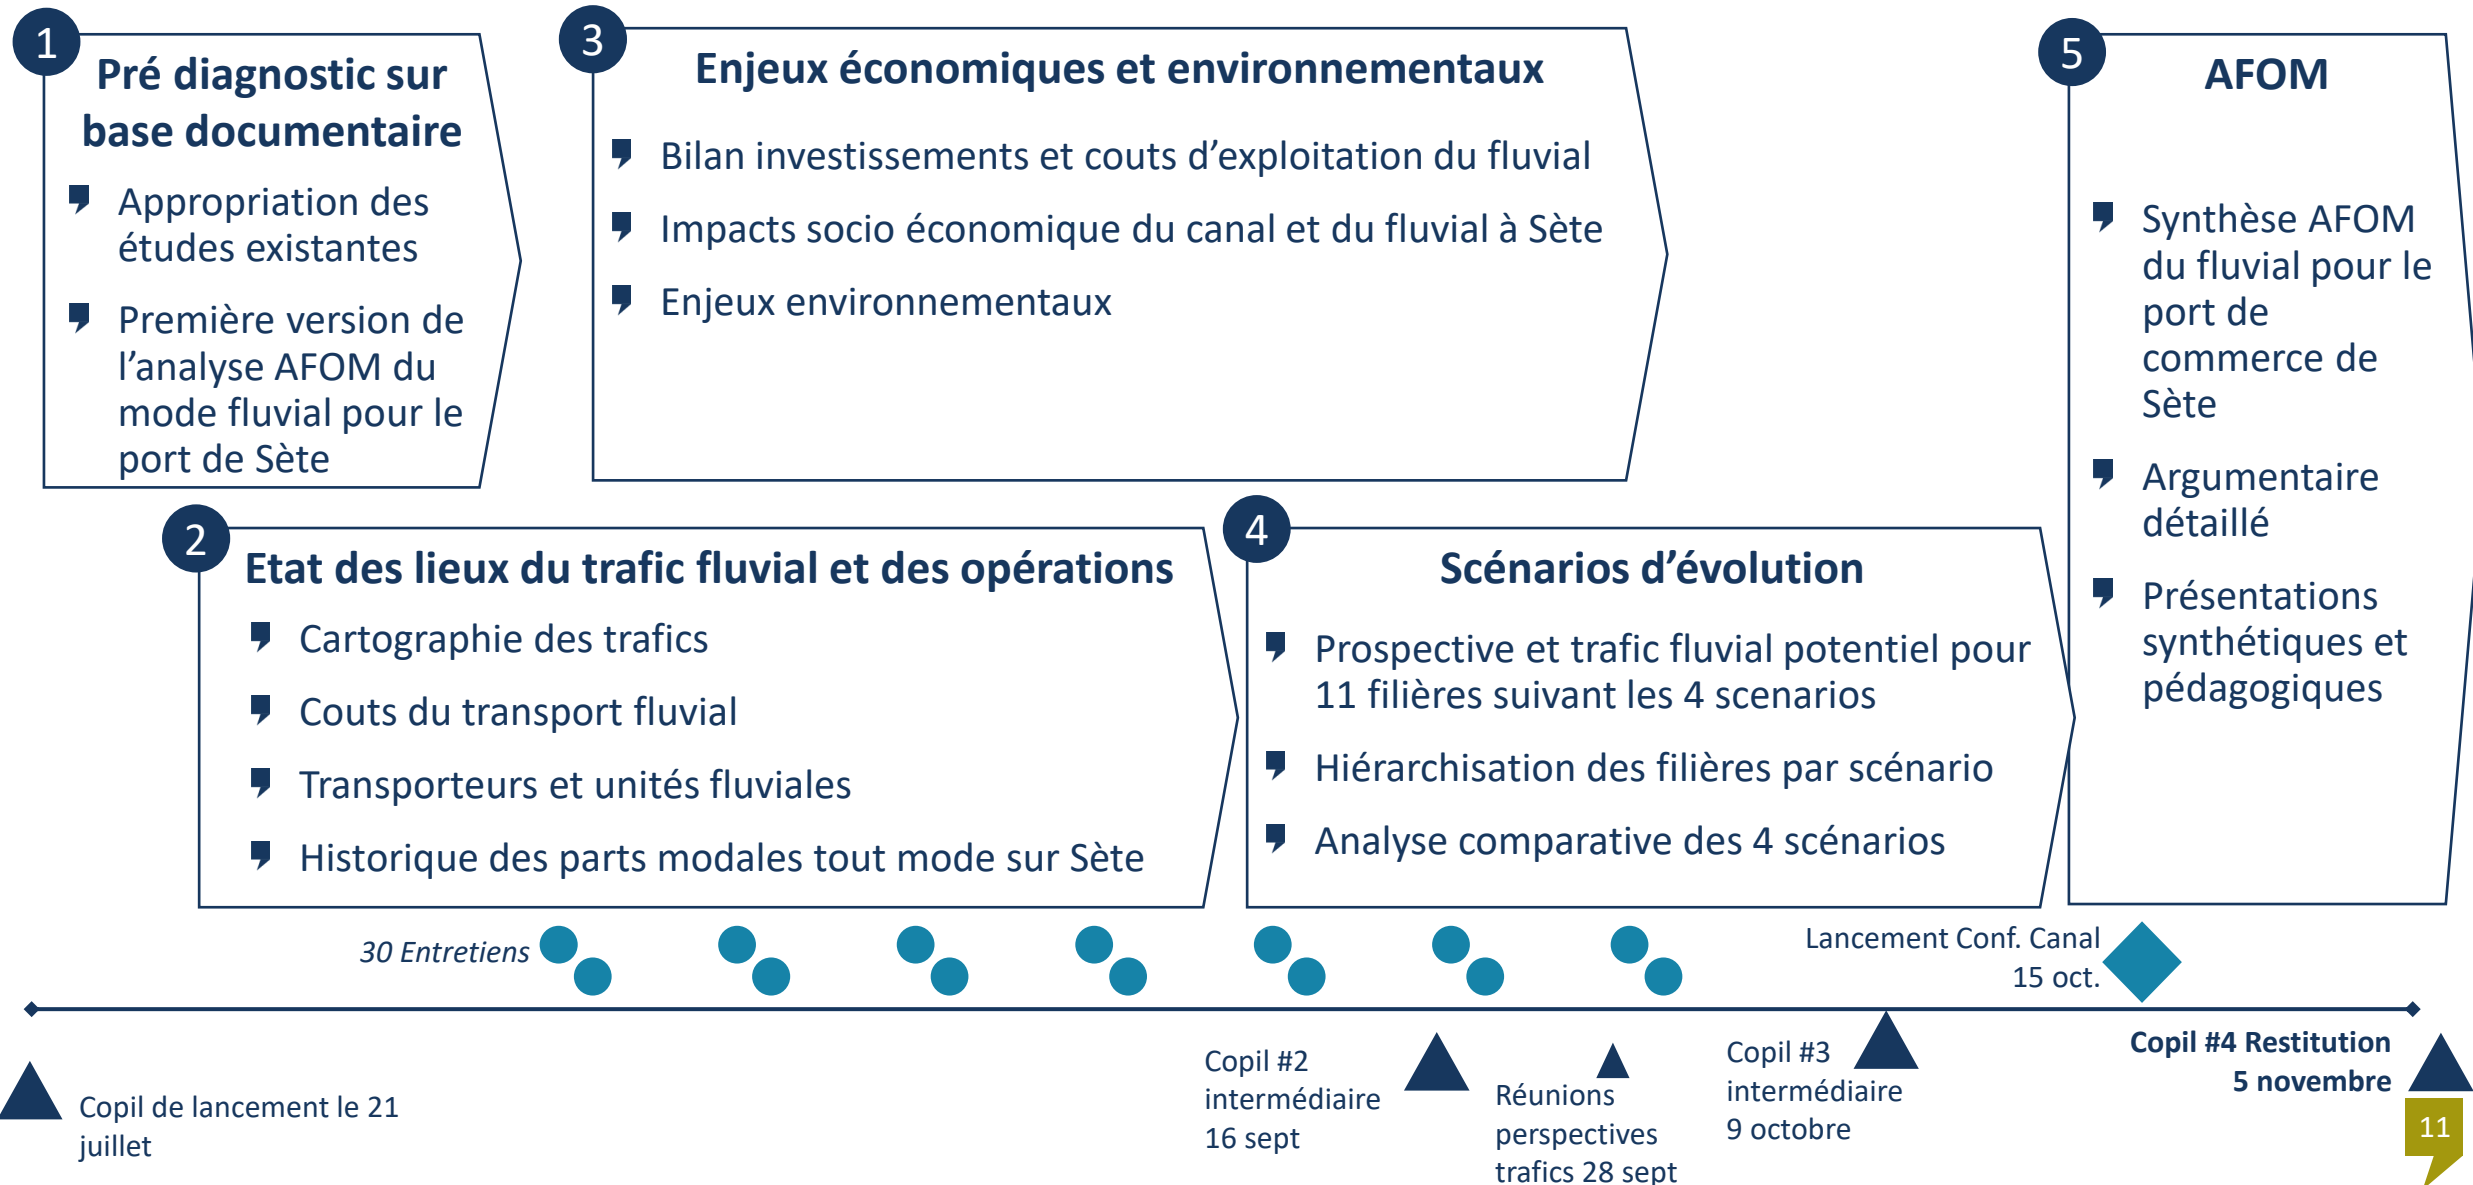 1
Pré diagnostic sur
base documentaire
Appropriation des
études existantes
Première version de
l’analyse AFOM du
mode fluvial pour le
port de Sète
3
Enjeux économiques et environnementaux
Bilan investissements et couts d’exploitation du fluvial
Impacts socio économique du canal et du fluvial à Sète
Enjeux environnementaux
5
AFOM
Synthèse AFOM
du fluvial pour le
port de
commerce de
Sète
Argumentaire
détaillé
Présentations
synthétiques et
pédagogiques
2
Etat des lieux du trafic fluvial et des opérations
Cartographie des trafics
Couts du transport fluvial
Transporteurs et unités fluviales
Historique des parts modales tout mode sur Sète
4
Scénarios d’évolution
Prospective et trafic fluvial potentiel pour
11 filières suivant les 4 scenarios
Hiérarchisation des filières par scénario
Analyse comparative des 4 scénarios
30 Entretiens
Lancement Conf. Canal
15 oct.
Copil de lancement le 21
juillet
Copil #2
intermédiaire
16 sept
Réunions
perspectives
trafics 28 sept
Copil #3
intermédiaire
9 octobre
Copil #4 Restitution
5 novembre
11